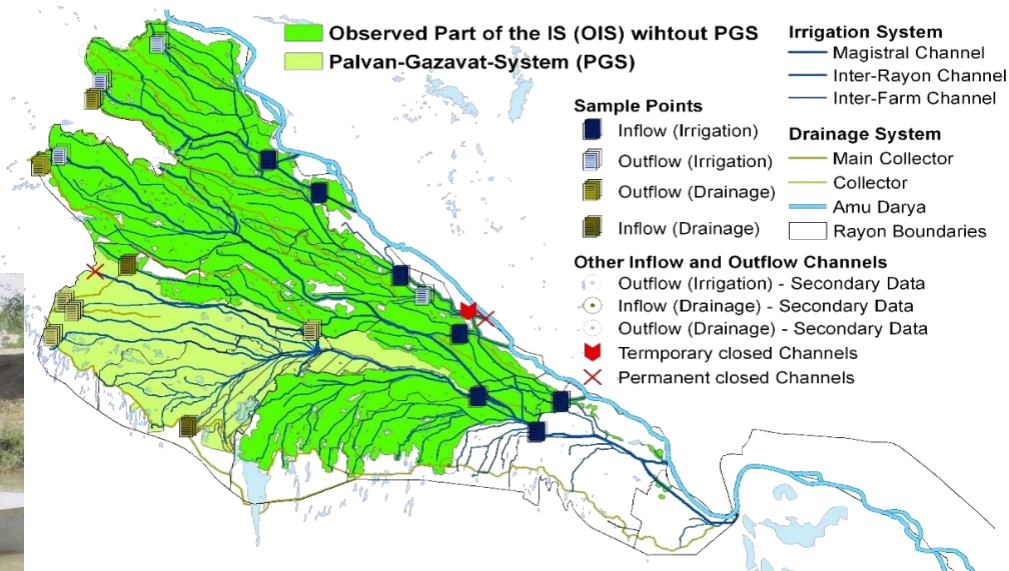 Observed Part of the IS (OIS) wihtout PGS
Palvan-Gazavat-System (PGS)
Sample Points
Inflow (Irrigation)
Outflow (Irrigation)
Outflow (Drainage)
Inflow (Drainage)
Other Inflow and Outflow Channels
Outflow (Irrigation) - Secondary Data
Inflow (Drainage) - Secondary Data
Outflow (Drainage) - Secondary Data
Termporary closed Channels
Permanent closed Channels
Irrigation System
Magistral Channel
Inter-Rayon Channel
Inter-Farm Channel
Drainage System
Main Collector
Collector
Amu Darya
Rayon Boundaries